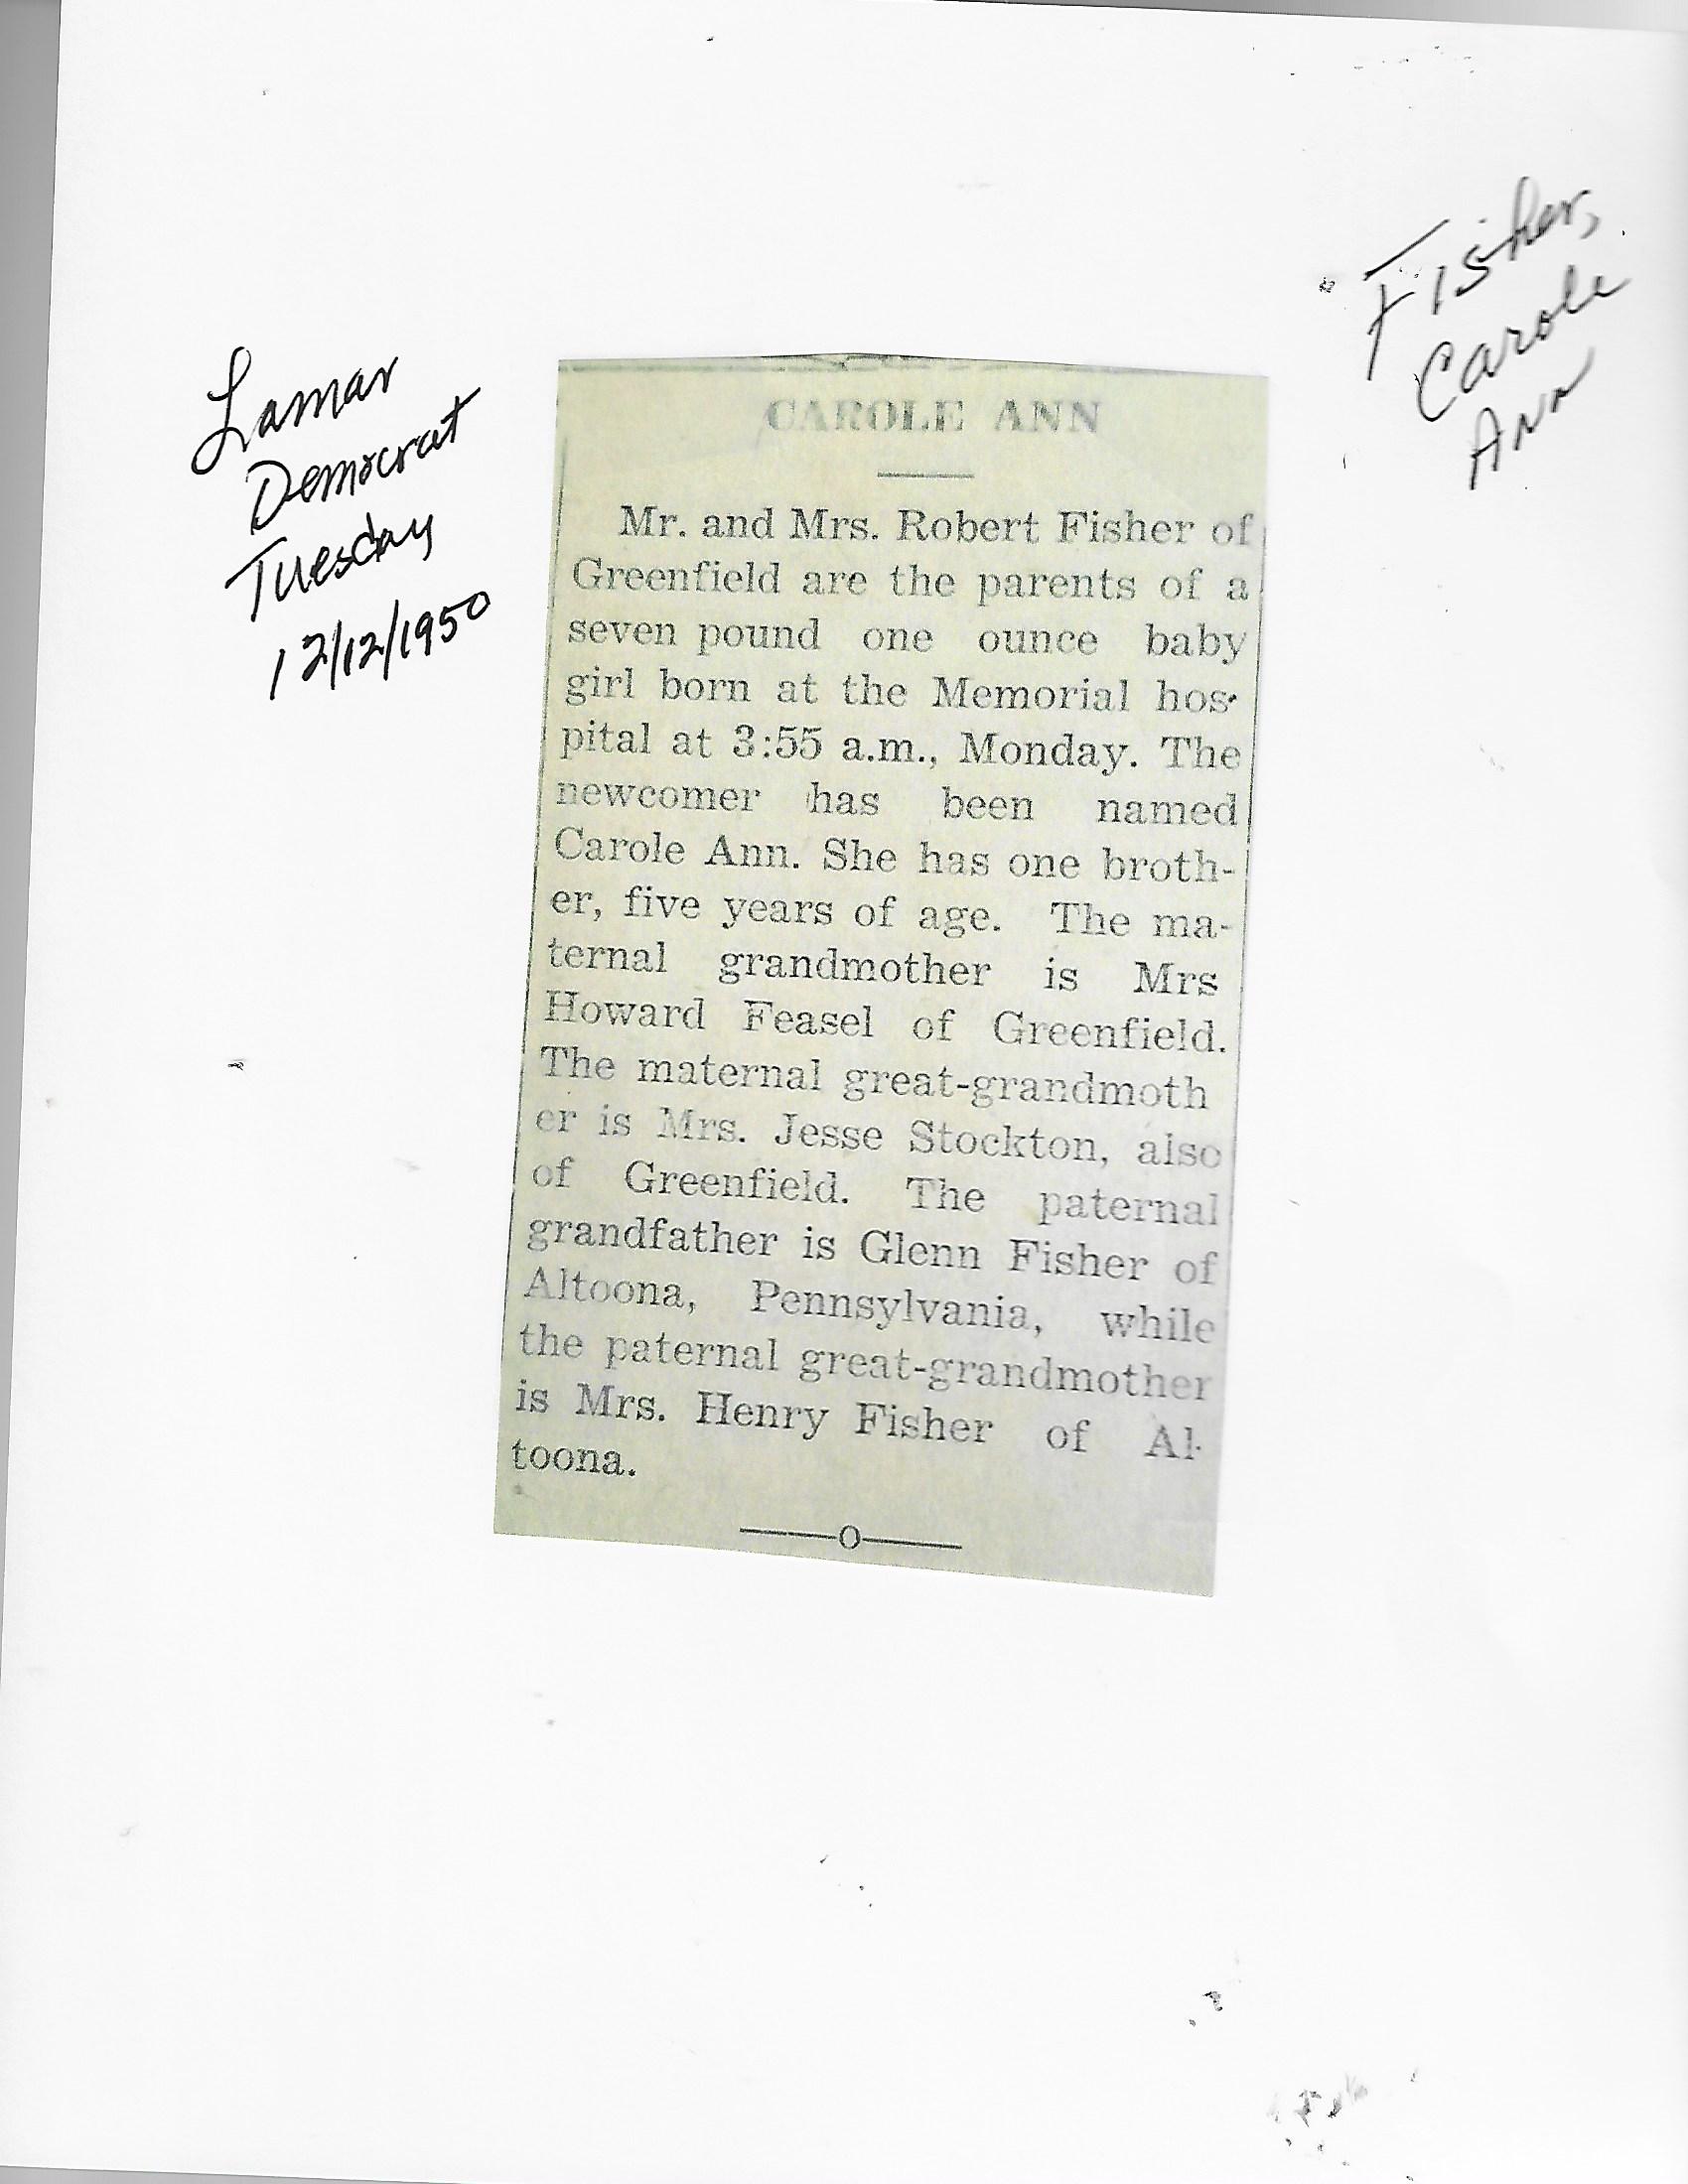 Fisher,
Carole
Ann
Lamar
Democrat
Tuesday
12/12/1950
CAROLE ANN
Mr. and Mrs. Robert Fisher of
Greenfield are the parents of a
seven pound one ounce baby
girl born at the Memorial hos-
pital at 3:55 a.m., Monday. The
newcomer has been named
Carole Ann. She has one broth-
er, five years of age. The ma-
ternal grandmother is Mrs
Howard Feasel of Greenfield.
The maternal great-grandmoth
er is Mrs. Jesse Stockton, also
of Greenfield. The paternal
grandfather is Glenn Fisher of
Altoona, Pennsylvania, while
the paternal great-grandmother
is Mrs. Henry Fisher of Al-
toona.
—o—